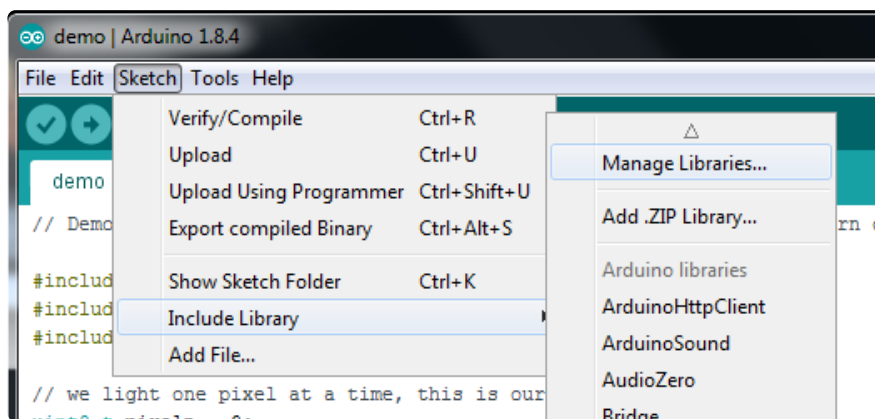 demo | Arduino 1.8.4
File Edit Sketch Tools Help
Verify/Compile Ctrl+R
Upload Ctrl+U
Upload Using Programmer Ctrl+Shift+U
Export compiled Binary Ctrl+Alt+S
Show Sketch Folder Ctrl+K
Include Library
Add File...
Manage Libraries...
Add .ZIP Library...
Arduino libraries
ArduinoHttpClient
ArduinoSound
AudioZero
Bridge
demo
// Demo
#includ
#includ
#includ
// we light one pixel at a time, this is our